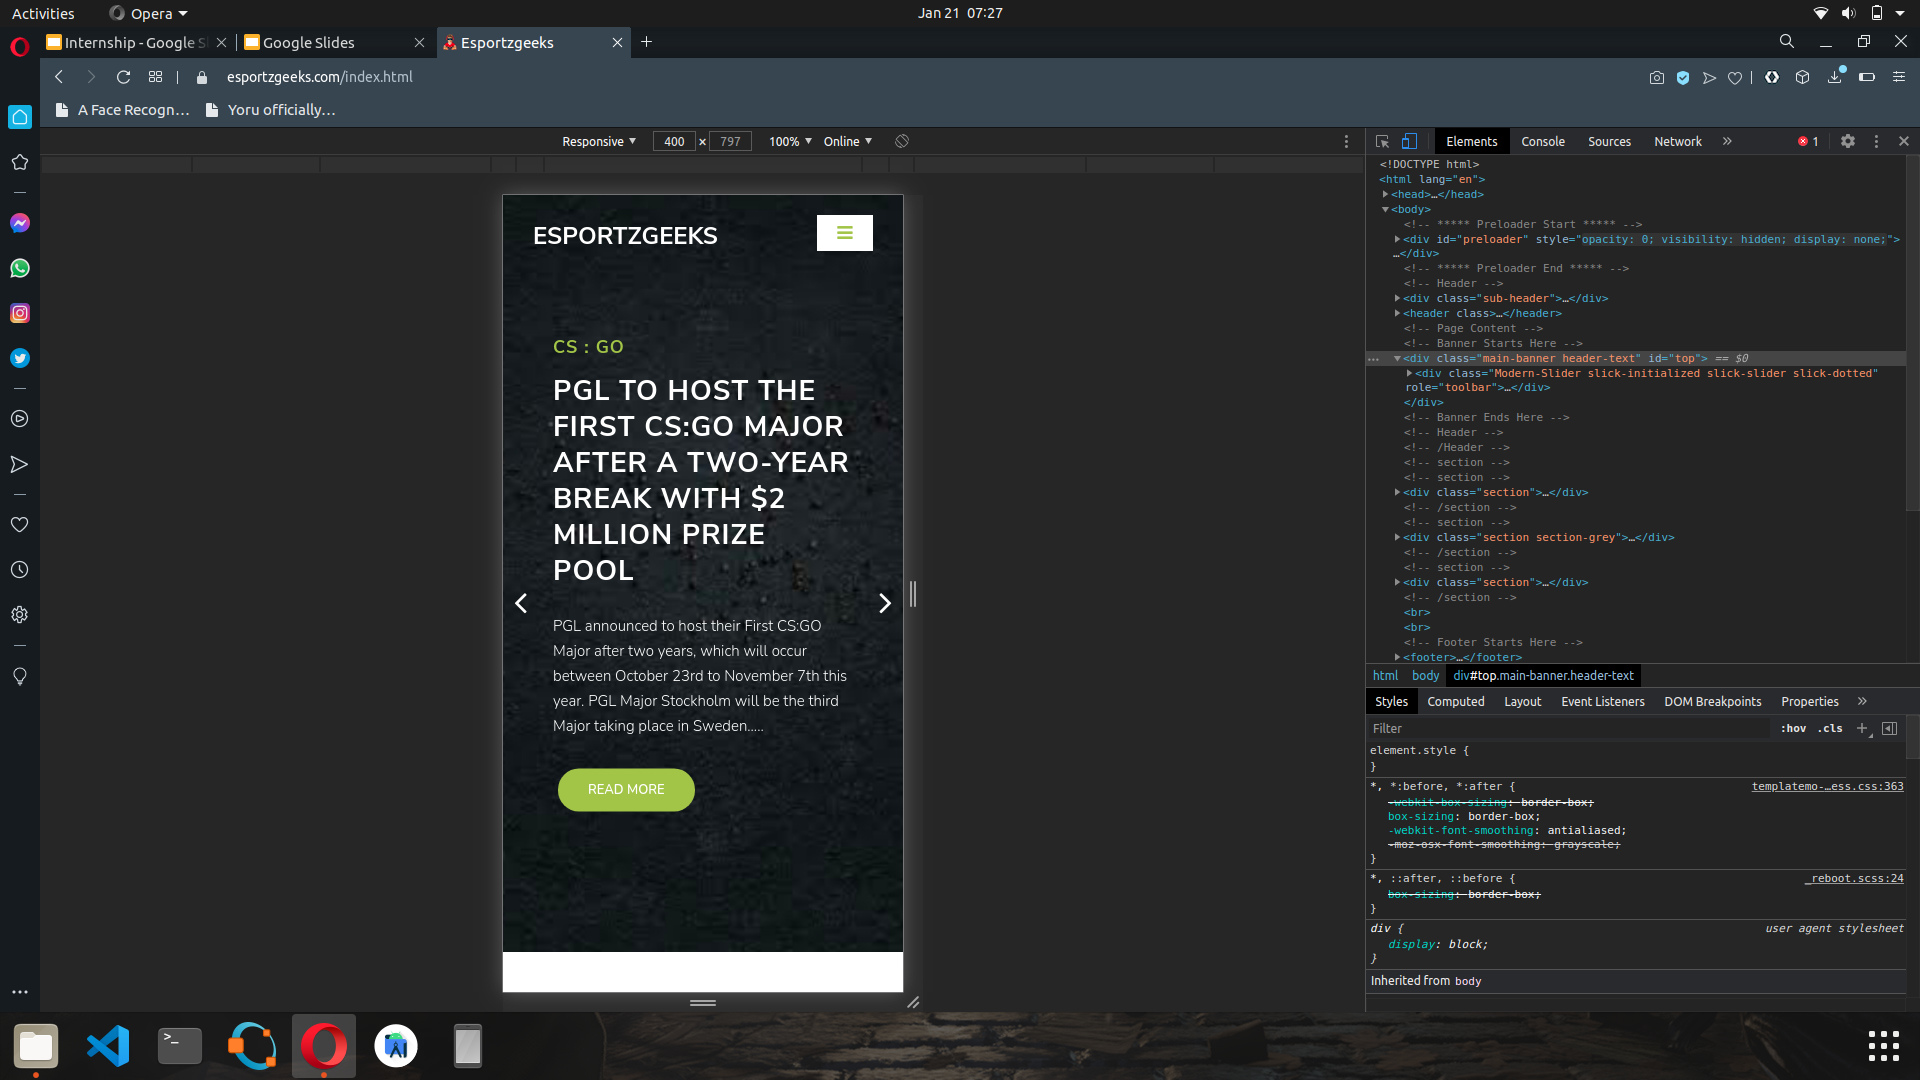 Activities
Opera
Jan 21 07:27
Internship - Google S
Google Slides
Esportzgeeks
esportzgeeks.com/index.html
A Face Recogn...
Yoru officially...
Responsive
400 × 797
100%
Online
ESPORTZGEEKS
CS : GO
PGL TO HOST THE
FIRST CS:GO MAJOR
AFTER A TWO-YEAR
BREAK WITH $2
MILLION PRIZE
POOL
PGL announced to host their First CS:GO
Major after two years, which will occur
between October 23rd to November 7th this
year. PGL Major Stockholm will be the third
Major taking place in Sweden.....
READ MORE
Elements
Console
Sources
Network
»
1
<!DOCTYPE html>
<html lang="en">
<head>…</head>
<body>
<!-- ***** Preloader Start ***** -->
<div id="preloader" style="opacity: 0; visibility: hidden; display: none;">
…</div>
<!-- ***** Preloader End ***** -->
<!-- Header -->
<div class="sub-header">…</div>
<header class>…</header>
<!-- Page Content -->
<!-- Banner Starts Here -->
<div class="main-banner header-text" id="top"> == $0
<div class="Modern-Slider slick-initialized slick-slider slick-dotted"
role="toolbar">…</div>
</div>
<!-- Banner Ends Here -->
<!-- Header -->
<!-- /Header -->
<!-- section -->
<!-- section -->
<div class="section">…</div>
<!-- /section -->
<!-- section -->
<div class="section section-grey">…</div>
<!-- /section -->
<!-- section -->
<div class="section">…</div>
<!-- /section -->
<br>
<br>
<!-- Footer Starts Here -->
<footer>…</footer>
html body div#top.main-banner.header-text
Styles
Computed
Layout
Event Listeners
DOM Breakpoints
Properties
»
Filter
:hov .cls
element.style {
}
*, *:before, *:after {
templatemo-…ess.css:363
-webkit-box-sizing: border-box;
box-sizing: border-box;
-webkit-font-smoothing: antialiased;
-moz-osx-font-smoothing: grayscale;
}
*, ::after, ::before {
_reboot.scss:24
box-sizing: border-box;
}
div {
user agent stylesheet
display: block;
}
Inherited from body